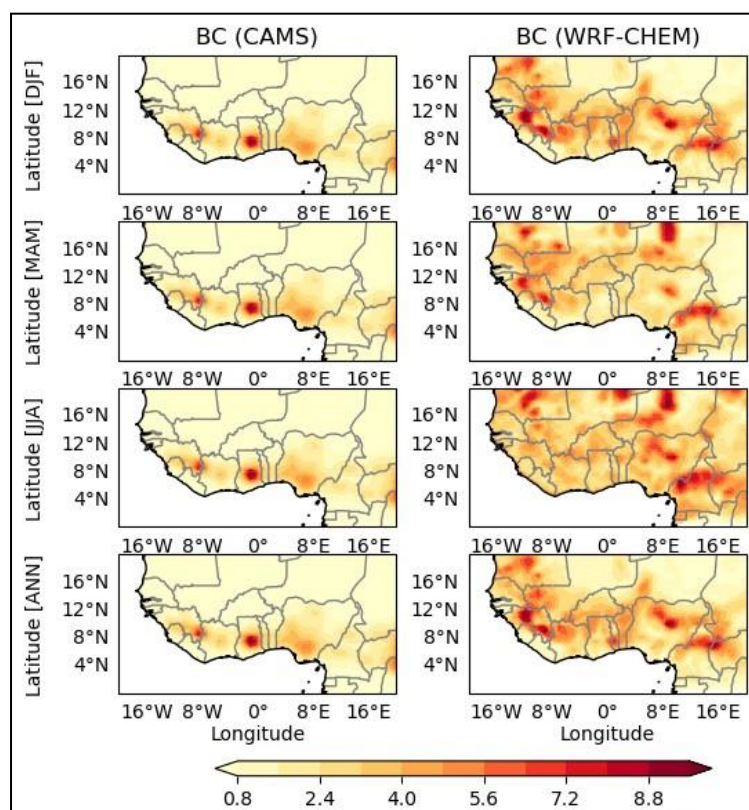 BC (CAMS) BC (WRF-CHEM)
Latitude [DJF]
16°N 16°N
12°N 12°N
8°N 8°N
4°N 4°N
16°W 8°W 0° 8°E 16°E 16°W 8°W 0° 8°E 16°E
Latitude [MAM]
16°N 16°N
12°N 12°N
8°N 8°N
4°N 4°N
16°W 8°W 0° 8°E 16°E 16°W 8°W 0° 8°E 16°E
Latitude [JJA]
16°N 16°N
12°N 12°N
8°N 8°N
4°N 4°N
16°W 8°W 0° 8°E 16°E 16°W 8°W 0° 8°E 16°E
Latitude [ANN]
16°N 16°N
12°N 12°N
8°N 8°N
4°N 4°N
16°W 8°W 0° 8°E 16°E 16°W 8°W 0° 8°E 16°E
Longitude Longitude
0.8 2.4 4.0 5.6 7.2 8.8